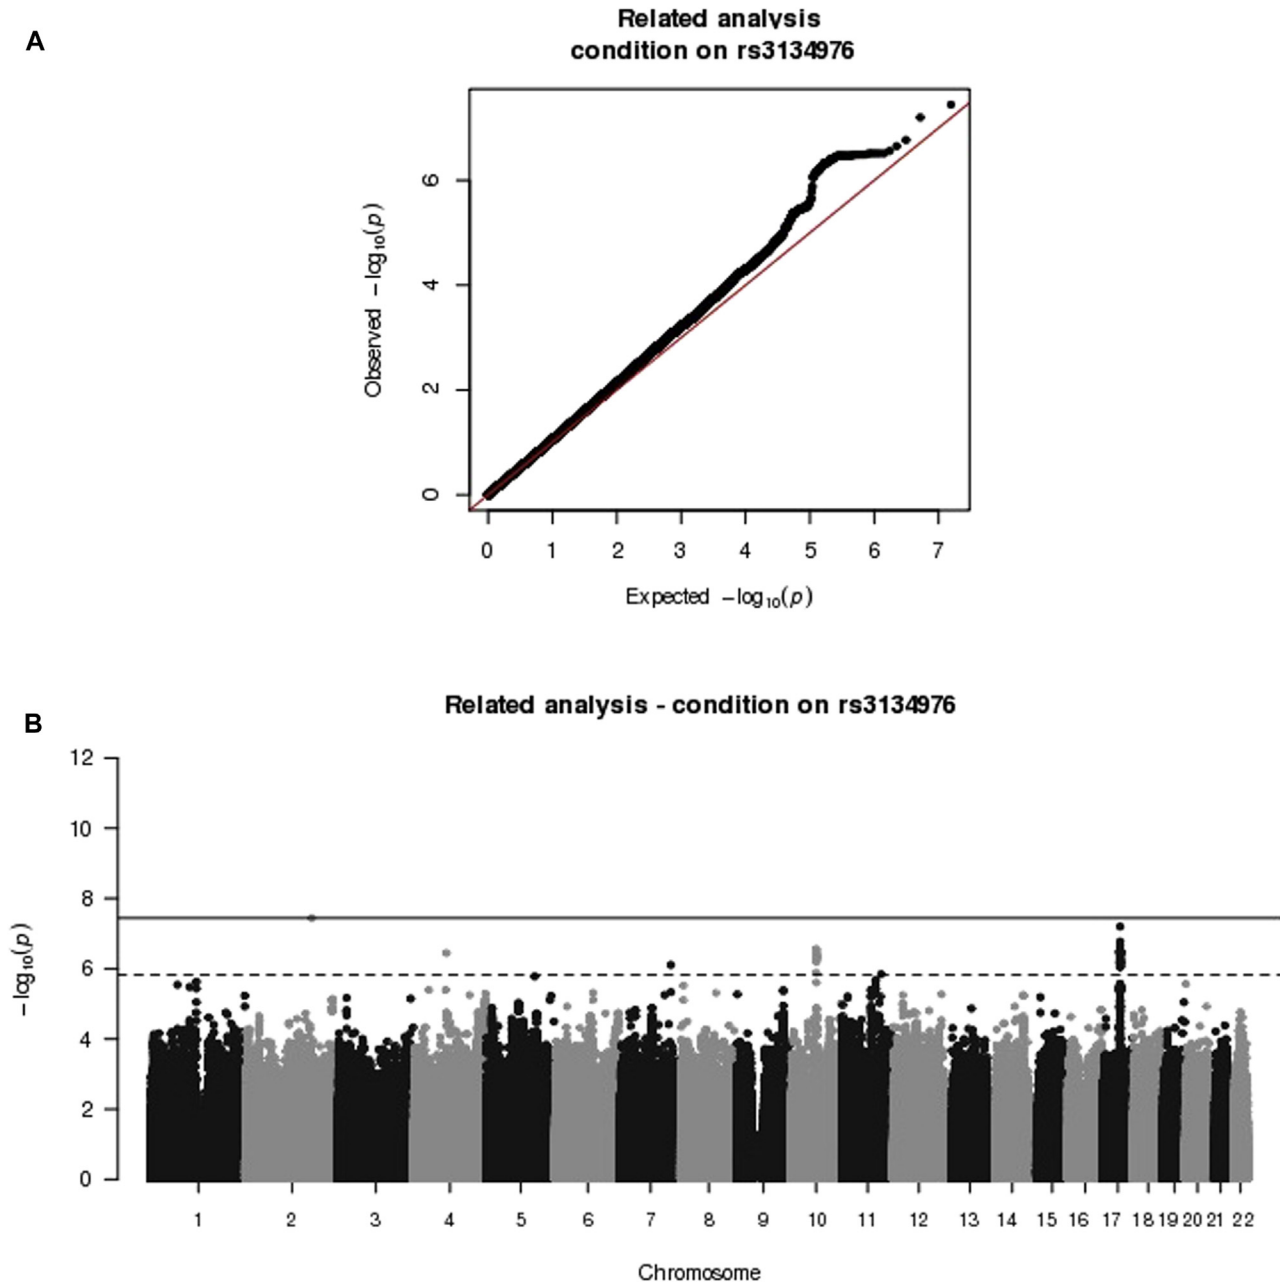 A
Related analysis
condition on rs3134976
Observed −log10(p)
6
4
2
0
0 1 2 3 4 5 6 7
Expected −log10(p)
B
Related analysis - condition on rs3134976
−log10(p)
12
10
8
6
4
2
0
1 2 3 4 5 6 7 8 9 10 11 12 13 14 15 16 17 18 19 20 21 22
Chromosome